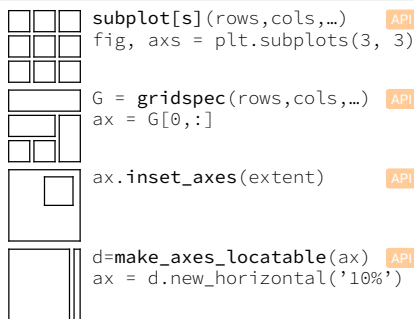 subplot[s](rows,cols,…) API
fig, axs = plt.subplots(3, 3)
G = gridspec(rows,cols,…) API
ax = G[0,:]
ax.inset_axes(extent) API
d=make_axes_locatable(ax) API
ax = d.new_horizontal(’10%’)